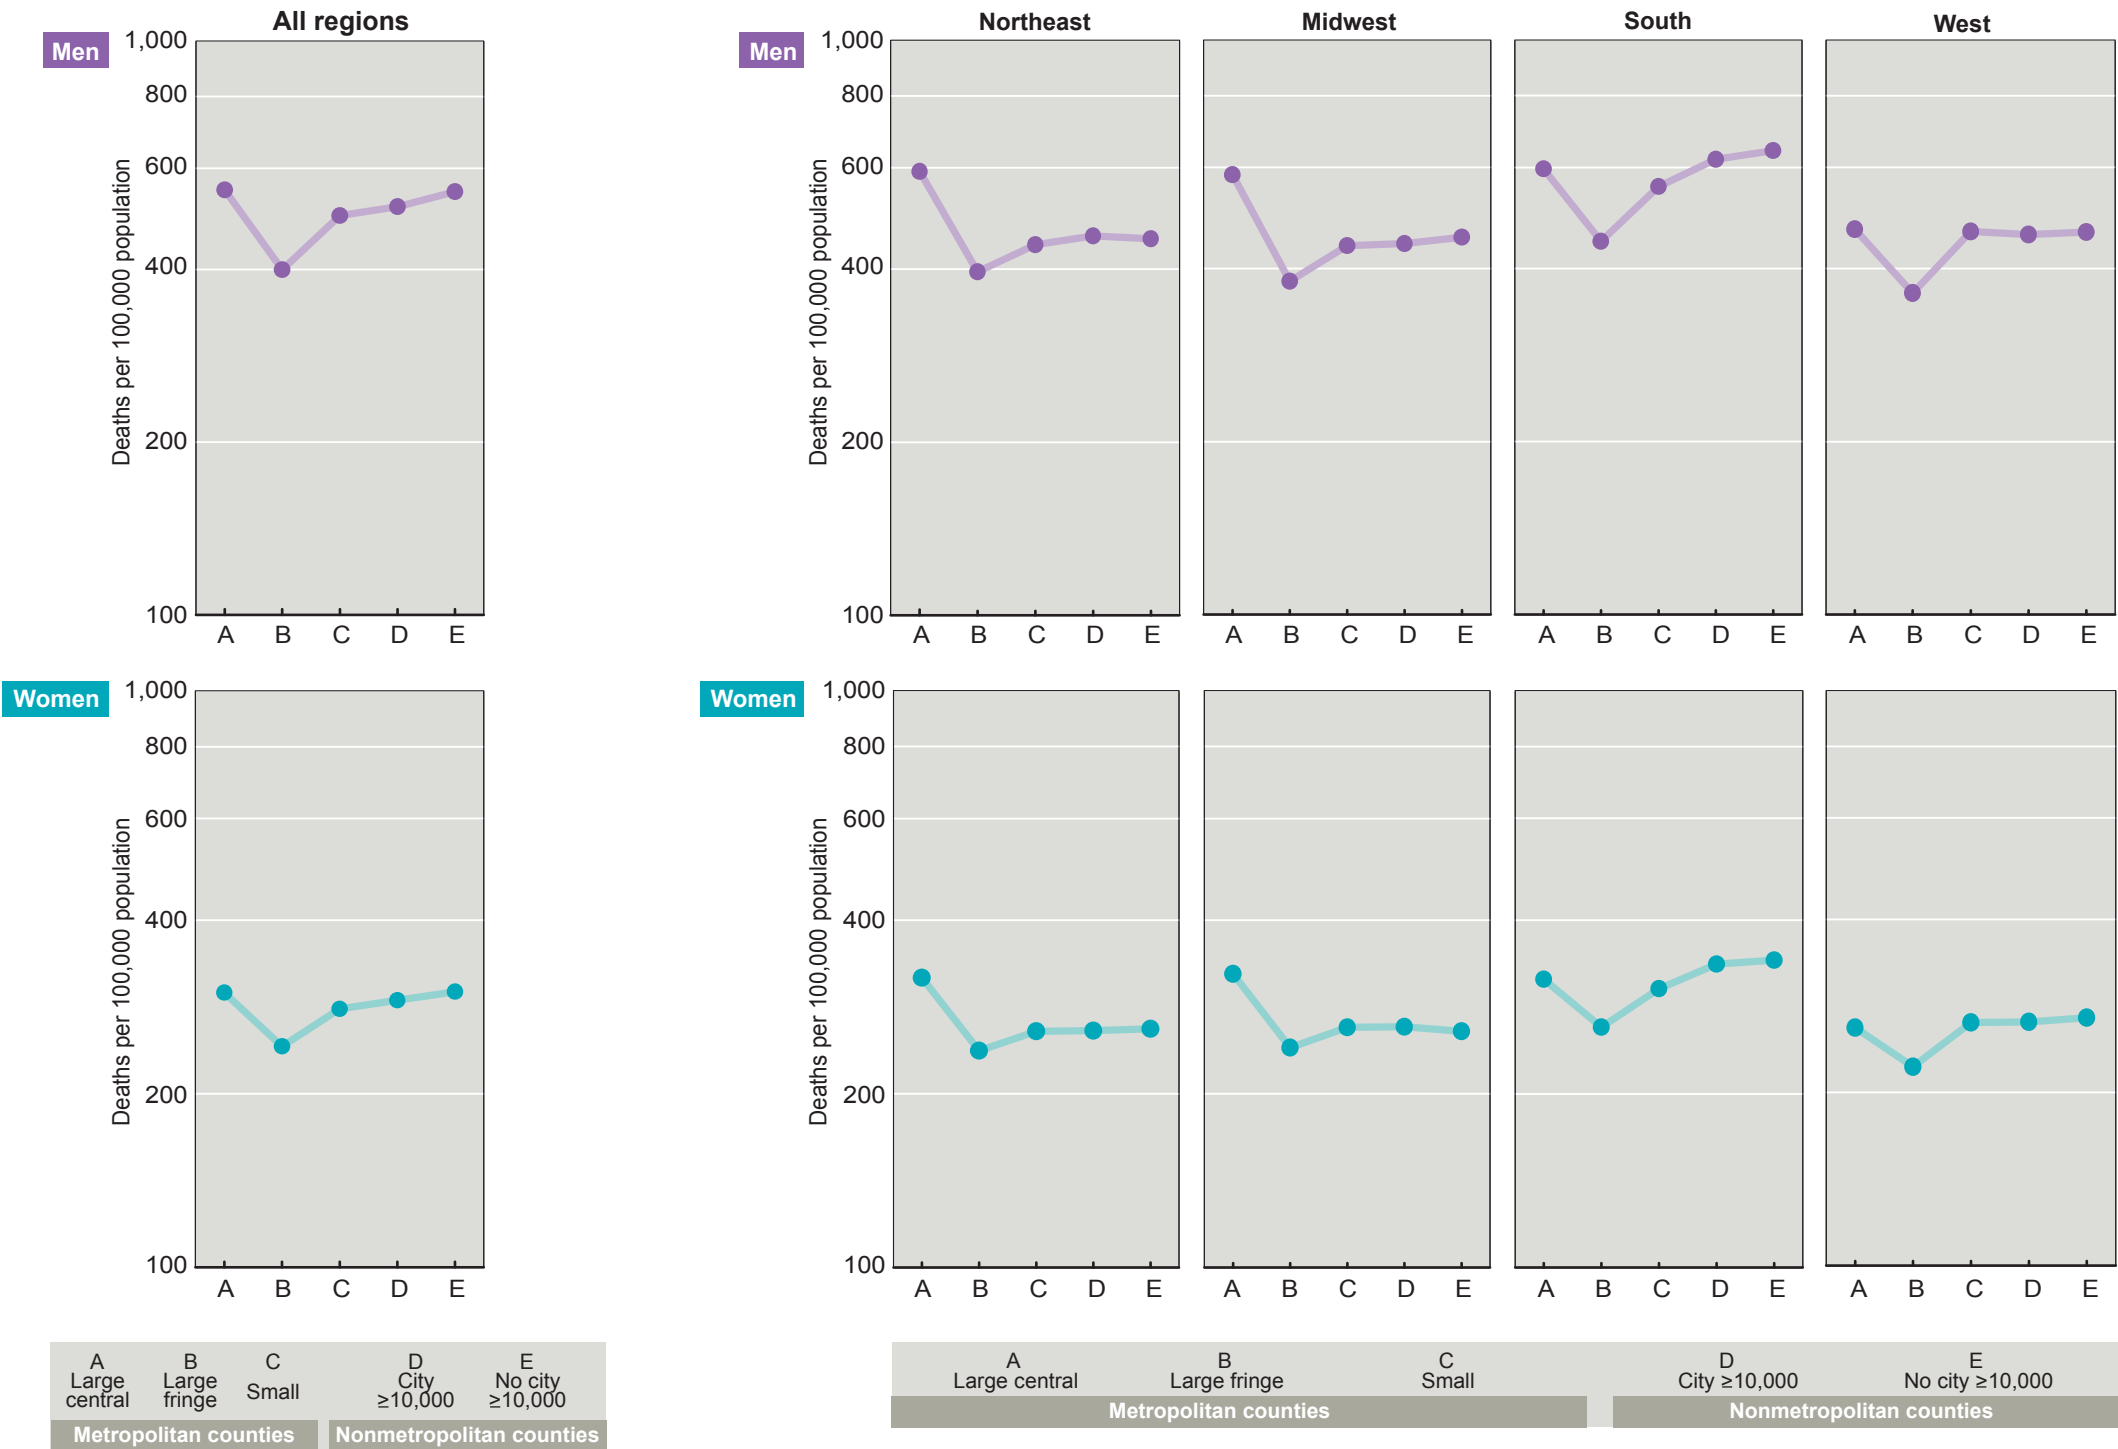 All regions
Men
1,000
800
600
400
200
100
Deaths per 100,000 population
A B C D E
Northeast Midwest South West
Men
1,000
800
600
400
200
100
Deaths per 100,000 population
A B C D E A B C D E A B C D E A B C D E
Women
1,000
800
600
400
200
100
Deaths per 100,000 population
A B C D E
Women
1,000
800
600
400
200
100
Deaths per 100,000 population
A B C D E A B C D E A B C D E A B C D E
A B C D E
Large Large Small City No city
central fringe ≥10,000 ≥10,000
Metropolitan counties Nonmetropolitan counties
A B C D E
Large central Large fringe Small City ≥10,000 No city ≥10,000
Metropolitan counties Nonmetropolitan counties